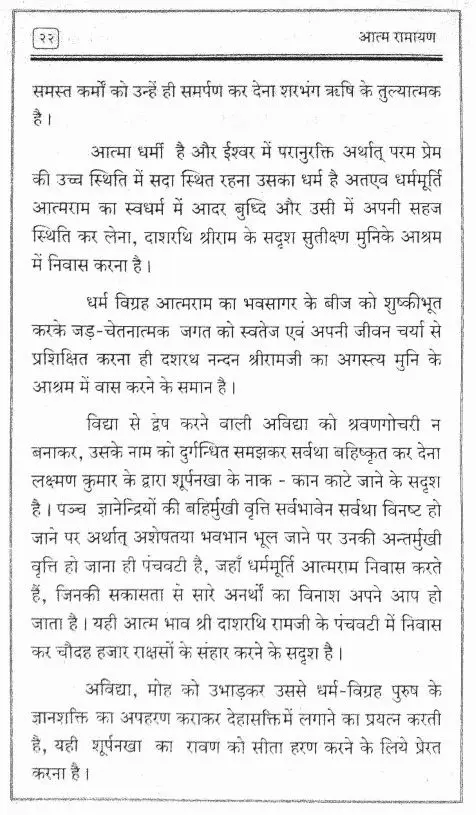 २२
आत्म रामायण
समस्त कर्मों को उन्हें ही समर्पण कर देना शरभंग ऋषि के तुल्यात्मक
है।
आत्मा धर्मी है और ईश्वर में परानुरक्ति अर्थात् परम प्रेम
की उच्च स्थिति में सदा स्थित रहना उसका धर्म है अतएव धर्ममूर्ति
आत्मराम का स्वधर्म में आदर बुध्दि और उसी में अपनी सहज
स्थिति कर लेना, दाशरथि श्रीराम के सदृश सुतीक्ष्ण मुनिके आश्रम
में निवास करना है।
धर्म विग्रह आत्मराम का भवसागर के बीज को शुष्कीभूत
करके जड़-चेतनात्मक जगत को स्वतेज एवं अपनी जीवन चर्या से
प्रशिक्षित करना ही दशरथ नन्दन श्रीरामजी का अगस्त्य मुनि के
आश्रम में वास करने के समान है।
विद्या से द्वेष करने वाली अविद्या को श्रवणगोचरी न
बनाकर, उसके नाम को दुर्गन्धित समझकर सर्वथा बहिष्कृत कर देना
लक्ष्मण कुमार के द्वारा शूर्पनखा के नाक - कान काटे जाने के सदृश
है। पञ्च ज्ञानेन्द्रियों की बहिर्मुखी वृत्ति सर्वभावेन सर्वथा विनष्ट हो
जाने पर अर्थात् अशेषतया भवभान भूल जाने पर उनकी अन्तर्मुखी
वृत्ति हो जाना ही पंचवटी है, जहाँ धर्ममूर्ति आत्मराम निवास करते
हैं, जिनकी सकासता से सारे अनर्थों का विनाश अपने आप हो
जाता है। यही आत्म भाव श्री दाशरथि रामजी के पंचवटी में निवास
कर चौदह हजार राक्षसों के संहार करने के सदृश है।
अविद्या, मोह को उभाड़कर उससे धर्म-विग्रह पुरुष के
ज्ञानशक्ति का अपहरण कराकर देहासक्तिमें लगाने का प्रयत्न करती
है, यही शूर्पनखा का रावण को सीता हरण करने के लिये प्रेरत
करना है।